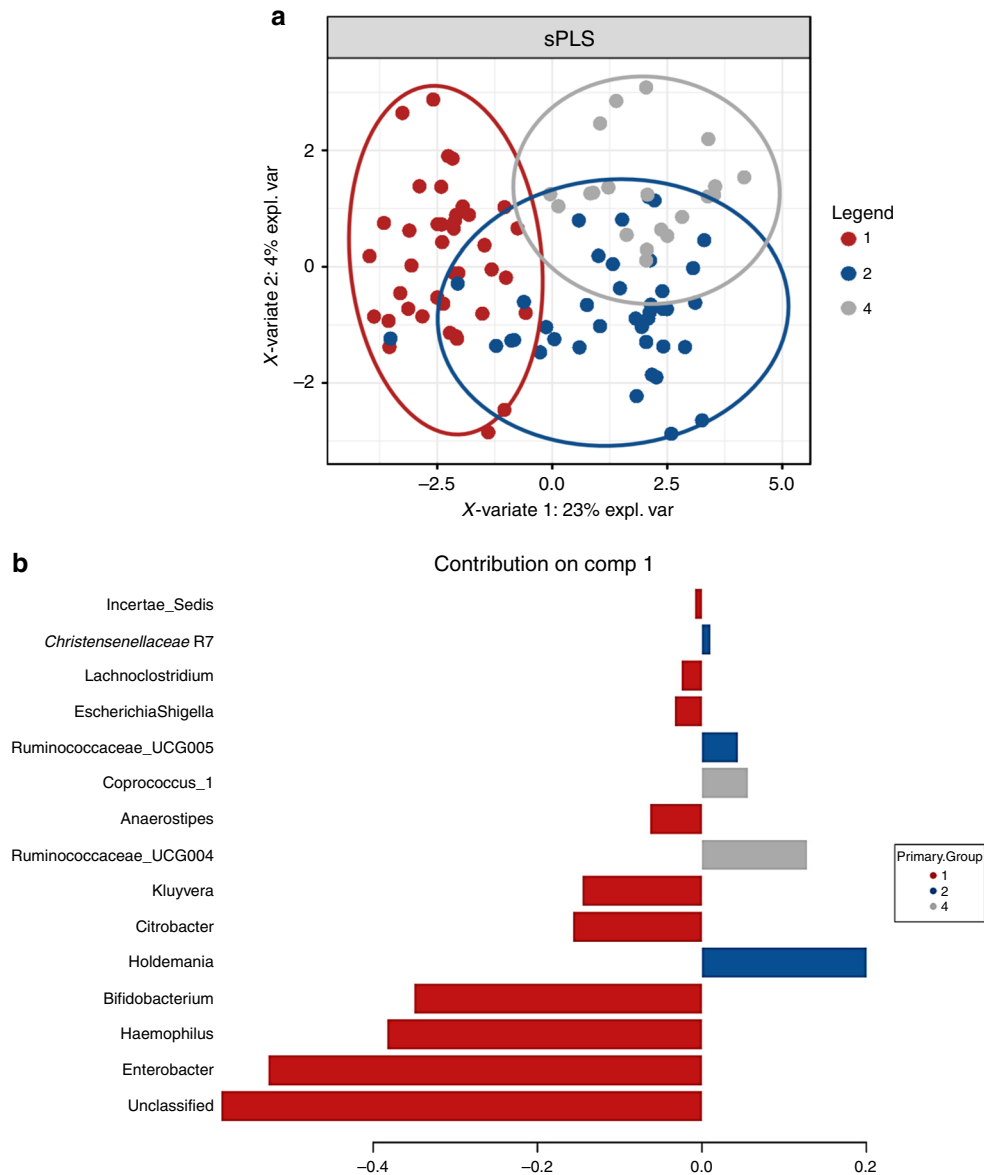 a
sPLS
2
0
−2
X-variate 2: 4% expl. var
−2.5
0.0
2.5
5.0
X-variate 1: 23% expl. var
Legend
1
2
4
b
Contribution on comp 1
Incertae_Sedis
Christensenellaceae R7
Lachnoclostridium
EscherichiaShigella
Ruminococcaceae_UCG005
Coprococcus_1
Anaerostipes
Ruminococcaceae_UCG004
Kluyvera
Citrobacter
Holdemania
Bifidobacterium
Haemophilus
Enterobacter
Unclassified
−0.4
−0.2
0.0
0.2
Primary.Group
1
2
4